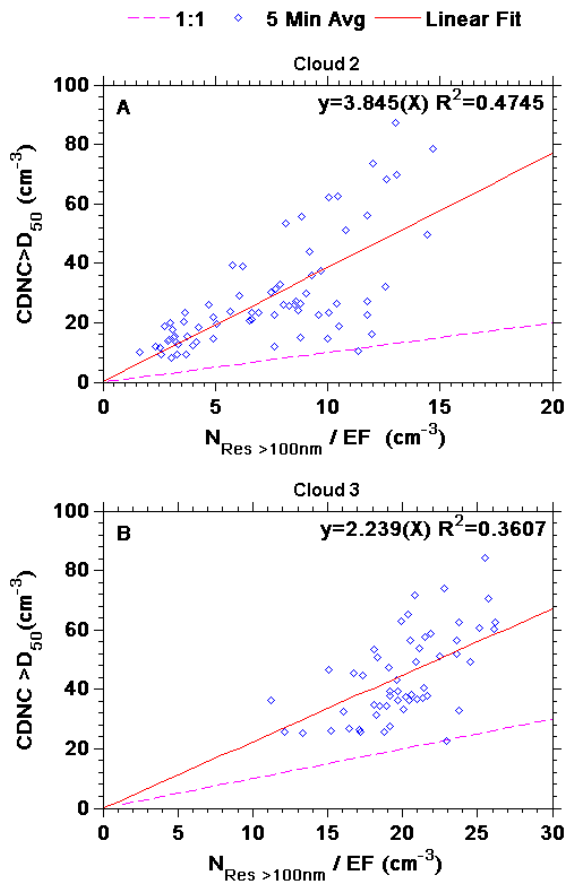 1:1 5 Min Avg Linear Fit
Cloud 2
A
y=3.845(X) R²=0.4745
CDNC>D₅₀ (cm⁻³)
100
80
60
40
20
0
0 5 10 15 20
N_Res >100nm / EF (cm⁻³)
Cloud 3
B
y=2.239(X) R²=0.3607
CDNC >D₅₀(cm⁻³)
100
80
60
40
20
0
0 5 10 15 20 25 30
N_Res >100nm / EF (cm⁻³)